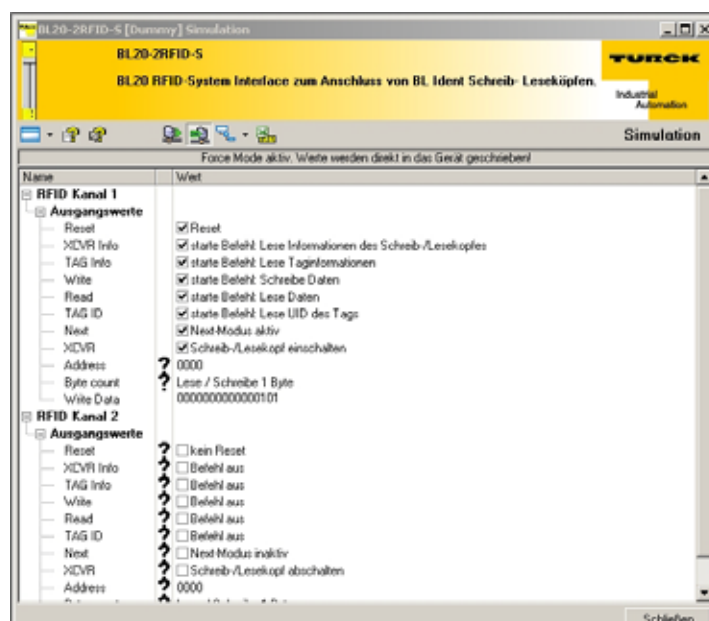 BL20-2RFID-S [Dummy] Simulation
BL20-2RFID-S
BL20 RFID-System Interface zum Anschluss von BL Ident Schreib- Leseköpfen.
TURCK
Industrial
Automation
Simulation
Force Mode aktiv. Werte werden direkt in das Gerät geschrieben!
Name Wert
RFID Kanal 1
Ausgangswerte
Reset Reset
XCVR Info starte Befehl: Lese Informationen des Schreib-/Lesekopfes
TAG Info starte Befehl: Lese Taginformationen
Write starte Befehl: Schreibe Daten
Read starte Befehl: Lese Daten
TAG ID starte Befehl: Lese UID des Tags
Next Next-Modus aktiv
XCVR Schreib-/Lesekopf einschalten
Address ? 0000
Byte count ? Lese / Schreibe 1 Byte
Write Data 0000000000000101
RFID Kanal 2
Ausgangswerte
Reset ? kein Reset
XCVR Info ? Befehl aus
TAG Info ? Befehl aus
Write ? Befehl aus
Read ? Befehl aus
TAG ID ? Befehl aus
Next ? Next-Modus inaktiv
XCVR ? Schreib-/Lesekopf abschalten
Address ? 0000
Schließen